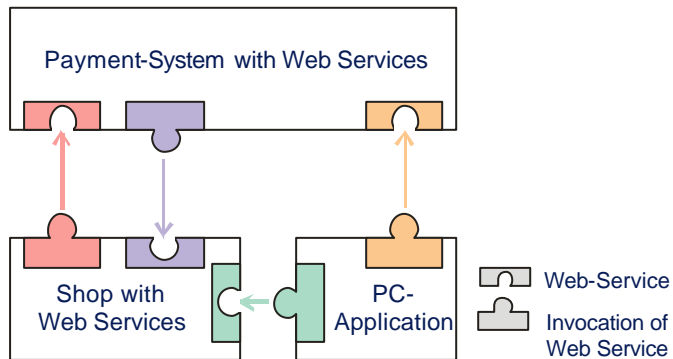 Payment-System with Web Services
Shop with
Web Services
PC-
Application
Web-Service
Invocation of
Web Service